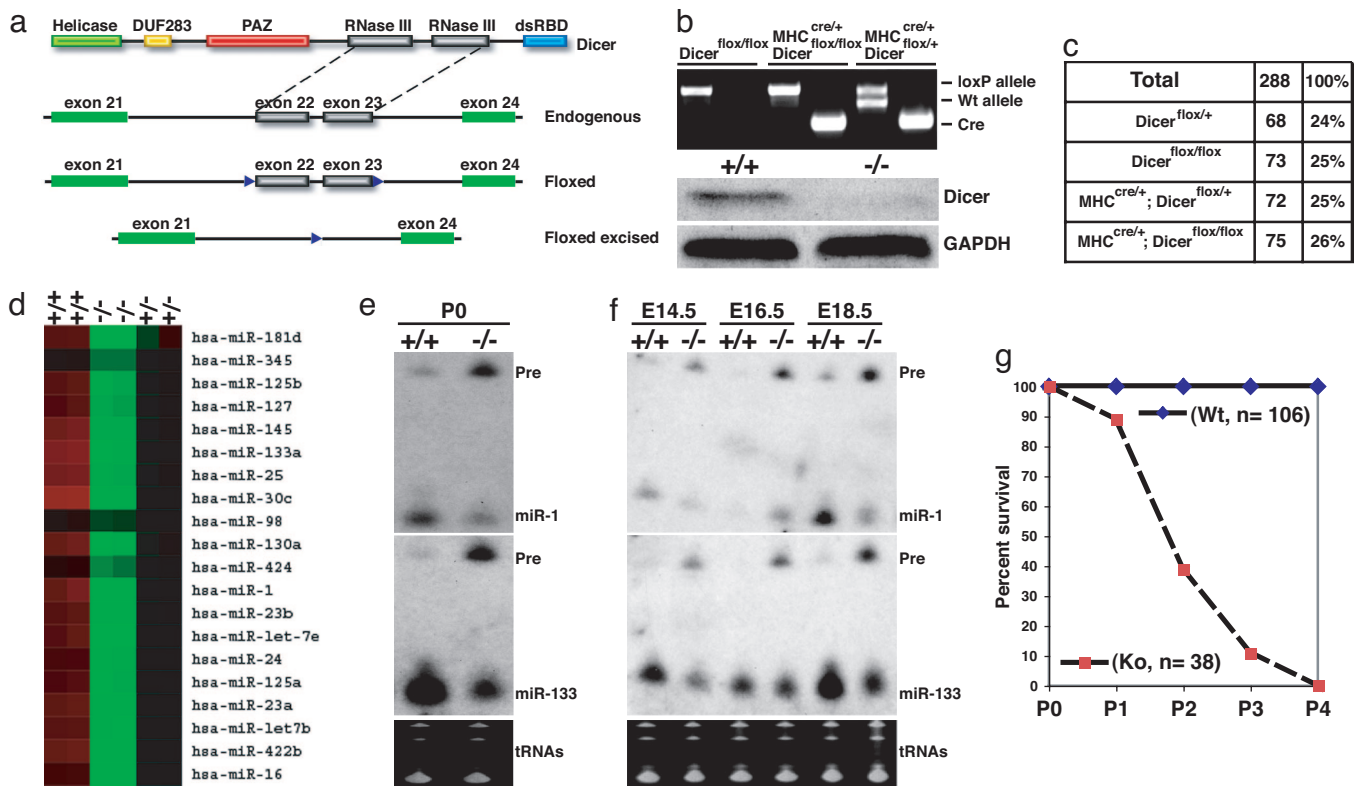 a
Helicase DUF283 PAZ RNase III RNase III dsRBD
Dicer
exon 21 exon 22 exon 23 exon 24
Endogenous
exon 21 exon 22 exon 23 exon 24
Floxed
exon 21 exon 24
Floxed excised
b
Dicer flox/flox
MHC cre/+
Dicer flox/flox
MHC cre/+
Dicer flox/+
loxP allele
Wt allele
Cre
+/+ -/-
Dicer
GAPDH
c
Total 288 100%
Dicer flox/+ 68 24%
Dicer flox/flox 73 25%
MHC cre/+; Dicer flox/+ 72 25%
MHC cre/+; Dicer flox/flox 75 26%
d
+/+ +/+ -/- -/- +/- +/-
hsa-miR-181d
hsa-miR-345
hsa-miR-125b
hsa-miR-127
hsa-miR-145
hsa-miR-133a
hsa-miR-25
hsa-miR-30c
hsa-miR-98
hsa-miR-130a
hsa-miR-424
hsa-miR-1
hsa-miR-23b
hsa-miR-let-7e
hsa-miR-24
hsa-miR-125a
hsa-miR-23a
hsa-miR-let7b
hsa-miR-422b
hsa-miR-16
e
P0
+/+ -/-
Pre
miR-1
Pre
miR-133
tRNAs
f
E14.5 E16.5 E18.5
+/+ -/- +/+ -/- +/+ -/-
Pre
miR-1
Pre
miR-133
tRNAs
g
Percent survival
100
90
80
70
60
50
40
30
20
10
0
(Wt, n= 106)
(Ko, n= 38)
P0 P1 P2 P3 P4